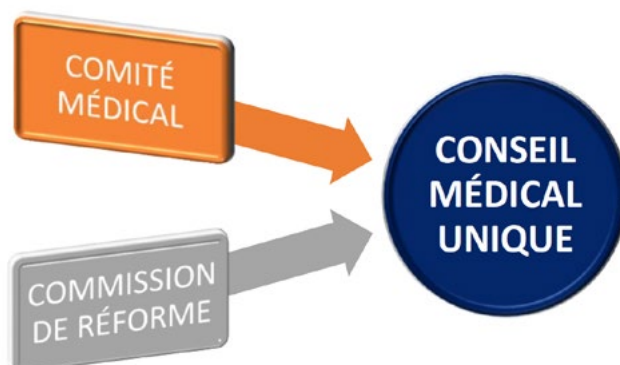 COMITÉ
MÉDICAL
CONSEIL
MÉDICAL
UNIQUE
COMMISSION
DE RÉFORME